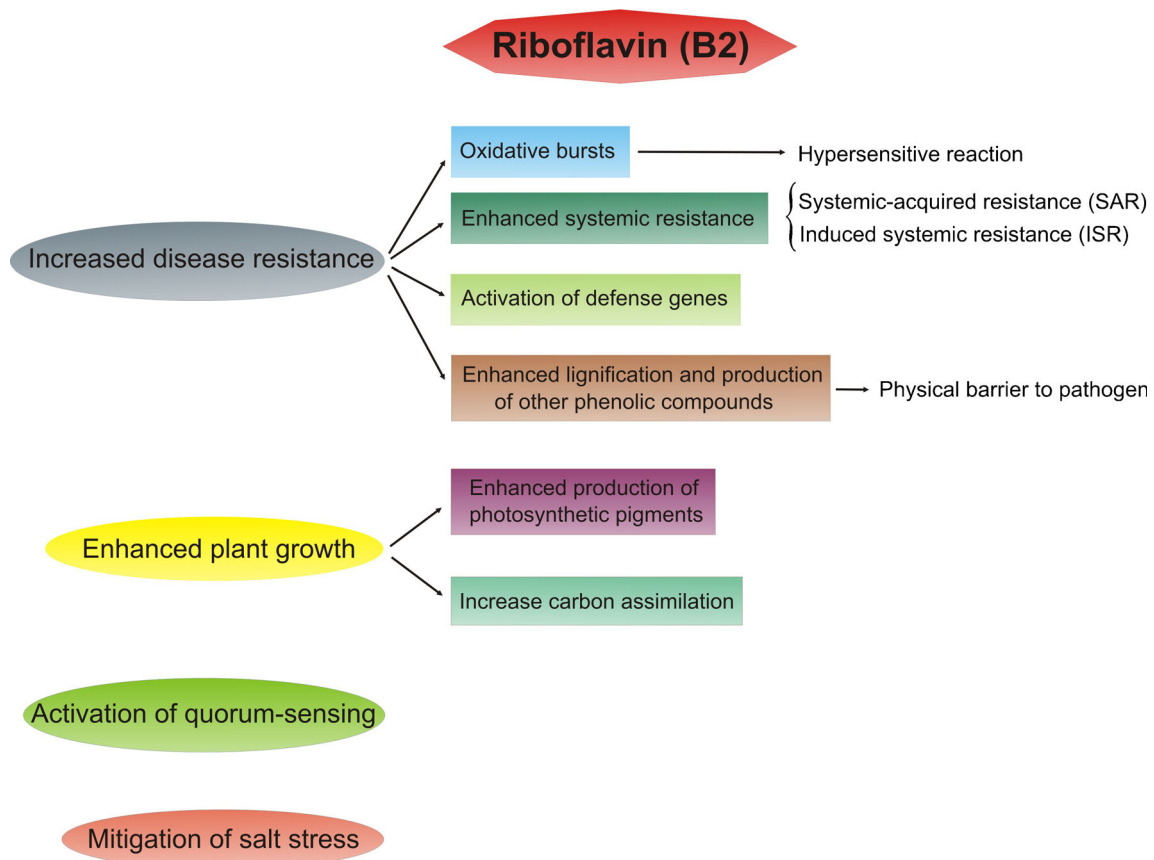 Riboflavin (B2)
Oxidative bursts
Hypersensitive reaction
Enhanced systemic resistance
Systemic-acquired resistance (SAR)
Induced systemic resistance (ISR)
Increased disease resistance
Activation of defense genes
Enhanced lignification and production
of other phenolic compounds
Physical barrier to pathogen
Enhanced production of
photosynthetic pigments
Enhanced plant growth
Increase carbon assimilation
Activation of quorum-sensing
Mitigation of salt stress